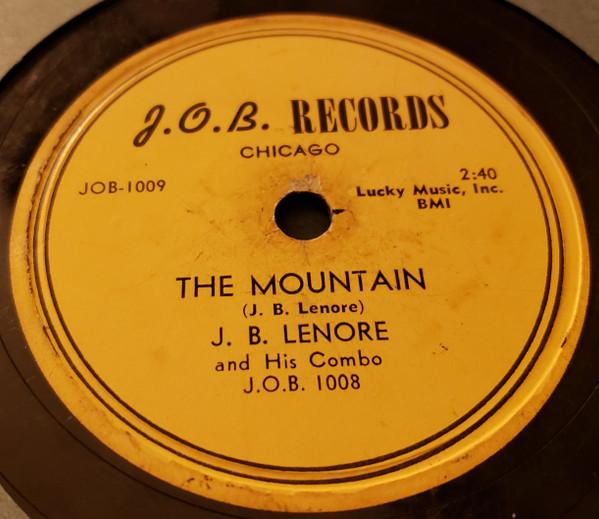 J.O.B. RECORDS
CHICAGO
JOB-1009
2:40
Lucky Music, Inc.
BMI
THE MOUNTAIN
(J. B. Lenore)
J. B. LENORE
and His Combo
J.O.B. 1008